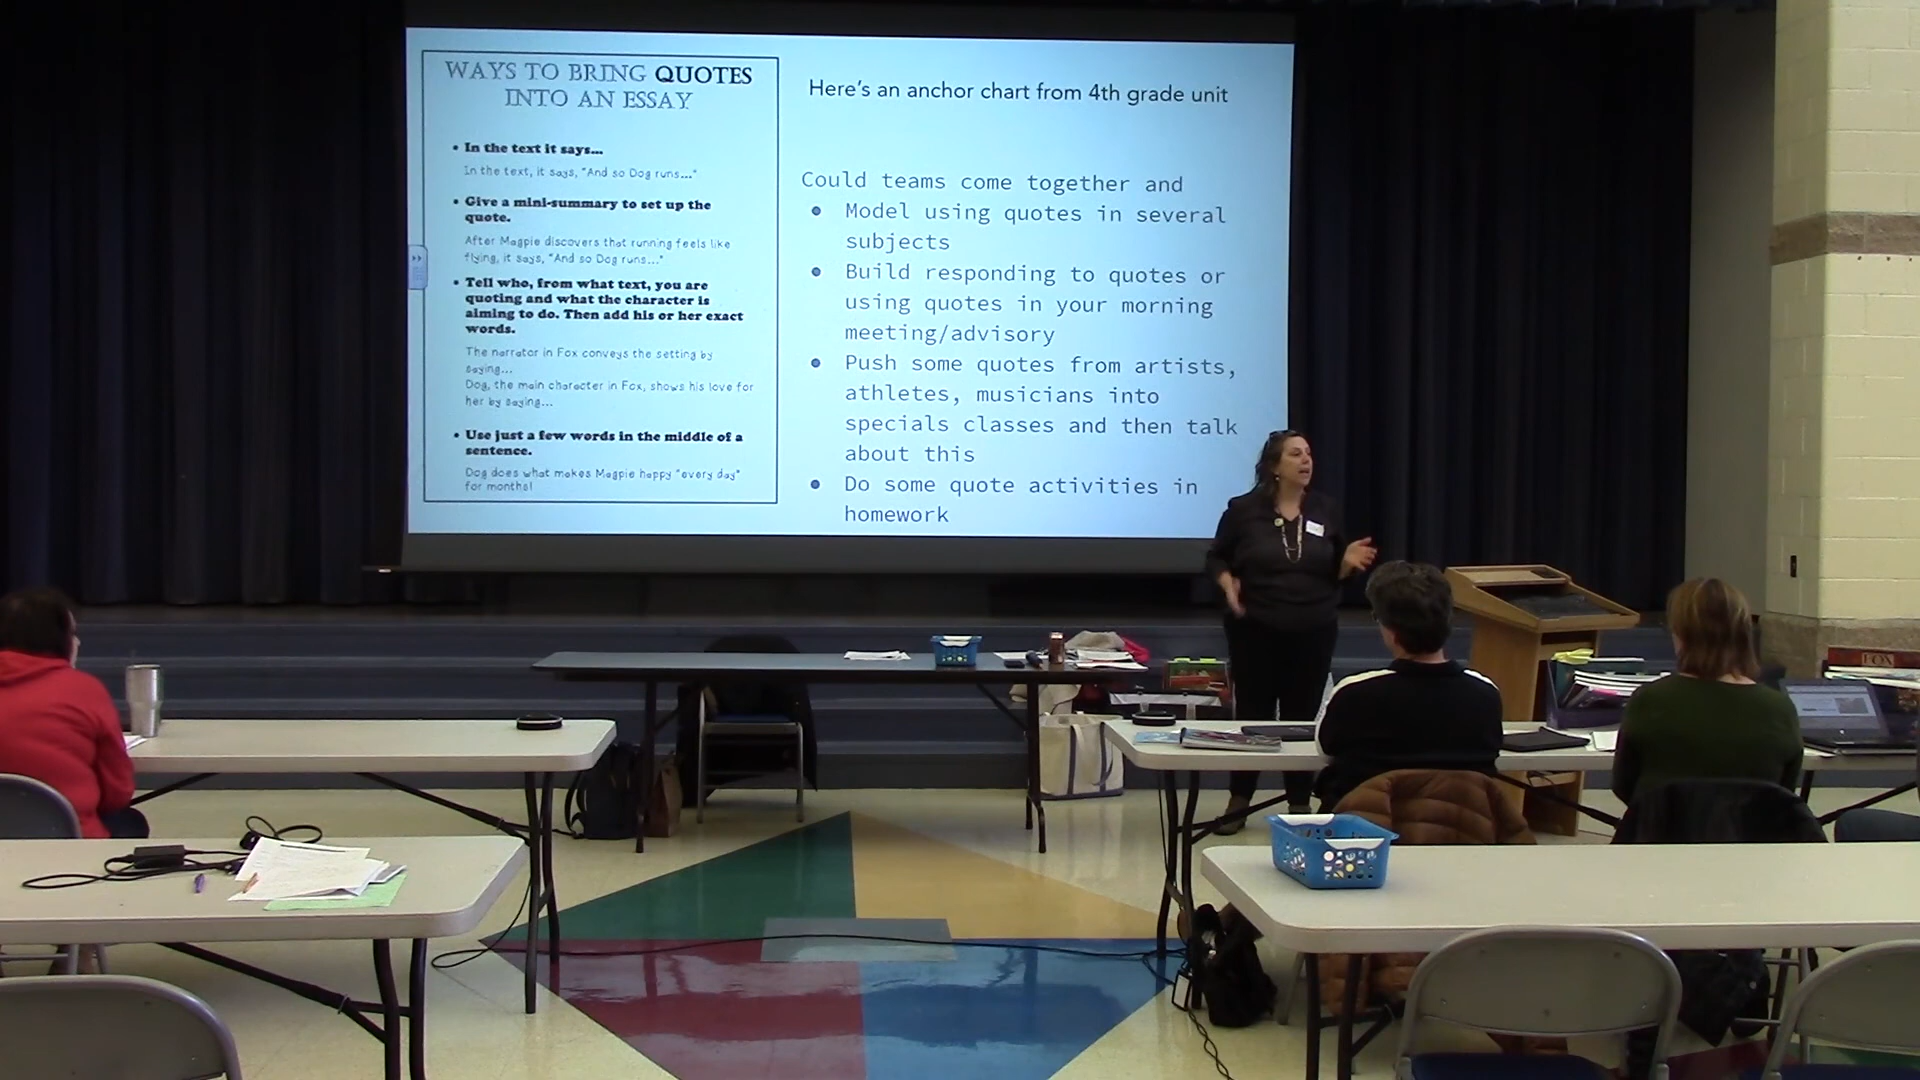 WAYS TO BRING QUOTES
INTO AN ESSAY
• In the text it says...
In the text, it says, "And so Dog runs..."
• Give a mini-summary to set up the
quote.
After Magpie discovers that running feels like
flying, it says, "And so Dog runs..."
• Tell who, from what text, you are
quoting and what the character is
aiming to do. Then add his or her exact
words.
The narrator in Fox conveys the setting by
saying...
Dog, the main character in Fox, shows his love for
her by saying...
• Use just a few words in the middle of a
sentence.
Dog does what makes Magpie happy "every day"
for months!
Here's an anchor chart from 4th grade unit
Could teams come together and
● Model using quotes in several
subjects
● Build responding to quotes or
using quotes in your morning
meeting/advisory
● Push some quotes from artists,
athletes, musicians into
specials classes and then talk
about this
● Do some quote activities in
homework
FOX